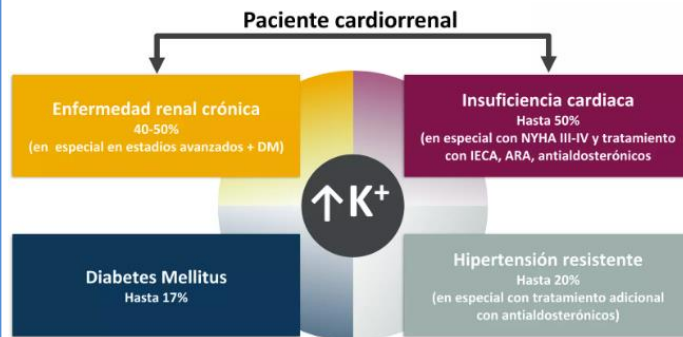 Paciente cardiorrenal
Enfermedad renal crónica
40-50%
(en especial en estadios avanzados + DM)
Insuficiencia cardiaca
Hasta 50%
(en especial con NYHA III-IV y tratamiento
con IECA, ARA, antialdosterónicos
↑K⁺
Diabetes Mellitus
Hasta 17%
Hipertensión resistente
Hasta 20%
(en especial con tratamiento adicional
con antialdosterónicos)